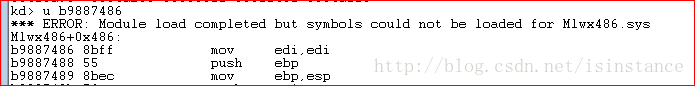 kd> u b9887486
*** ERROR: Module load completed but symbols could not be loaded for Mlwx486.sys
Mlwx486+0x486:
b9887486 8bff mov edi,edi
b9887488 55 push ebp
b9887489 8bec mov ebp,esp
http://blog.csdn.net/isinstance